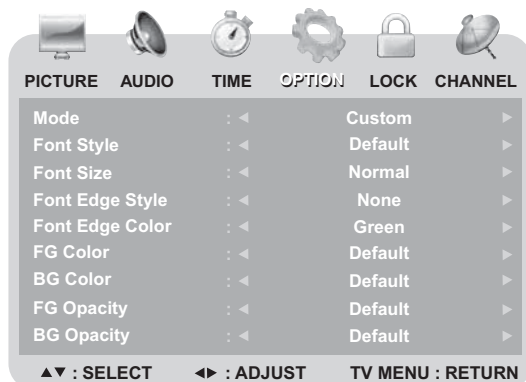 PICTURE AUDIO TIME OPTION LOCK CHANNEL
Mode : ◄ Custom ►
Font Style : ◄ Default ►
Font Size : ◄ Normal ►
Font Edge Style : ◄ None ►
Font Edge Color : ◄ Green ►
FG Color : ◄ Default ►
BG Color : ◄ Default ►
FG Opacity : ◄ Default ►
BG Opacity : ◄ Default ►
▲▼ : SELECT ◄► : ADJUST TV MENU : RETURN